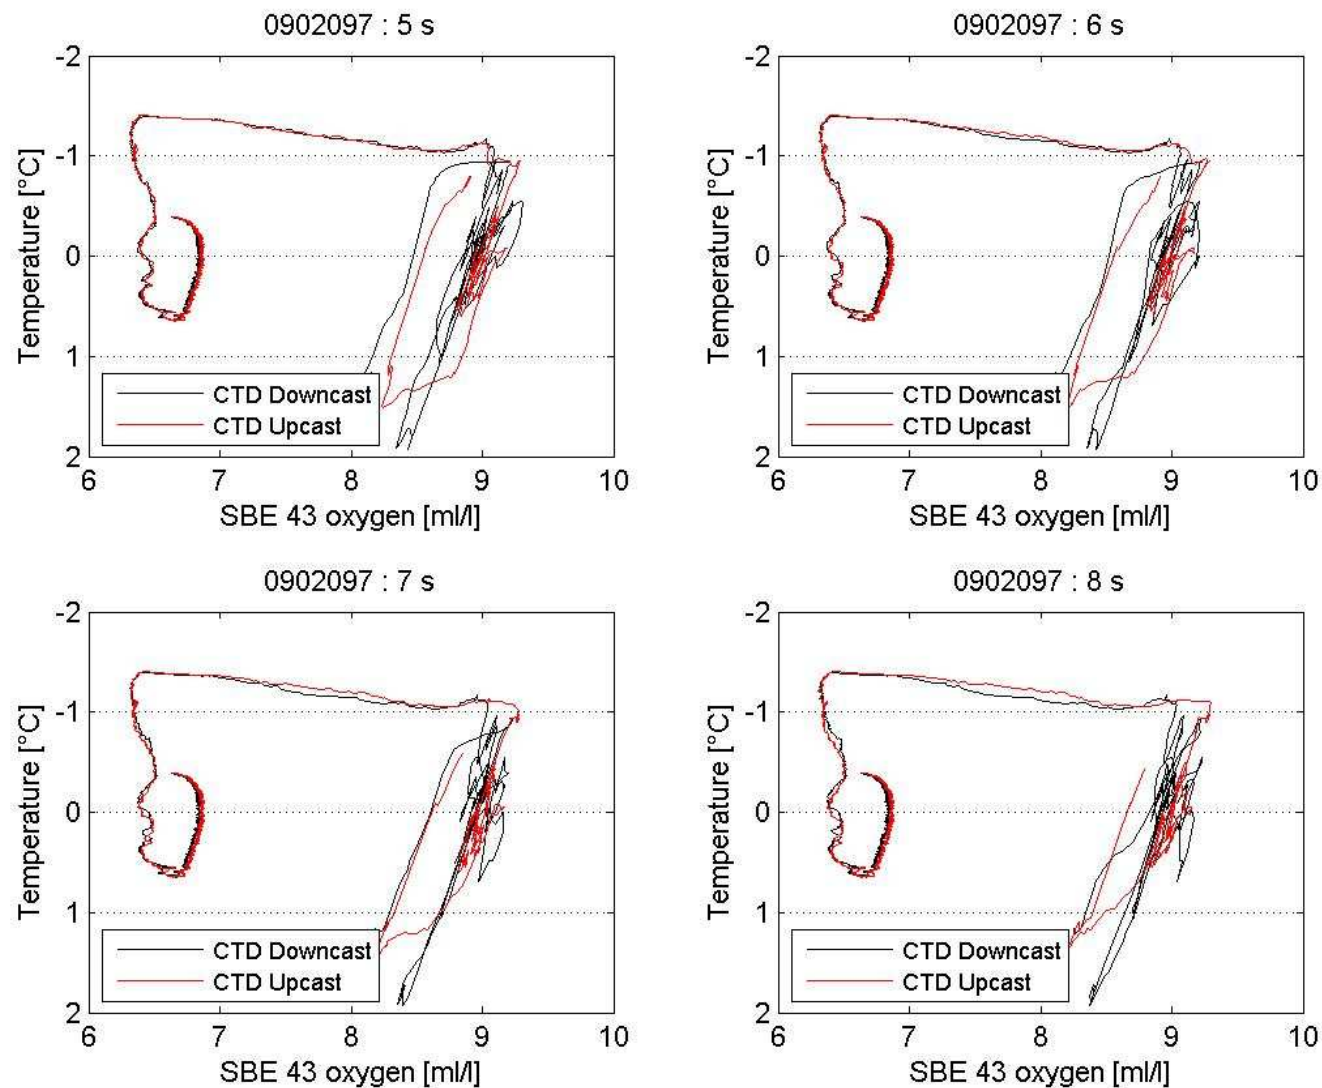 0902097 : 5 s
-2
-1
0
1
2
Temperature [°C]
CTD Downcast
CTD Upcast
6 7 8 9 10
SBE 43 oxygen [ml/l]
0902097 : 6 s
-2
-1
0
1
2
Temperature [°C]
CTD Downcast
CTD Upcast
6 7 8 9 10
SBE 43 oxygen [ml/l]
0902097 : 7 s
-2
-1
0
1
2
Temperature [°C]
CTD Downcast
CTD Upcast
6 7 8 9 10
SBE 43 oxygen [ml/l]
0902097 : 8 s
-2
-1
0
1
2
Temperature [°C]
CTD Downcast
CTD Upcast
6 7 8 9 10
SBE 43 oxygen [ml/l]